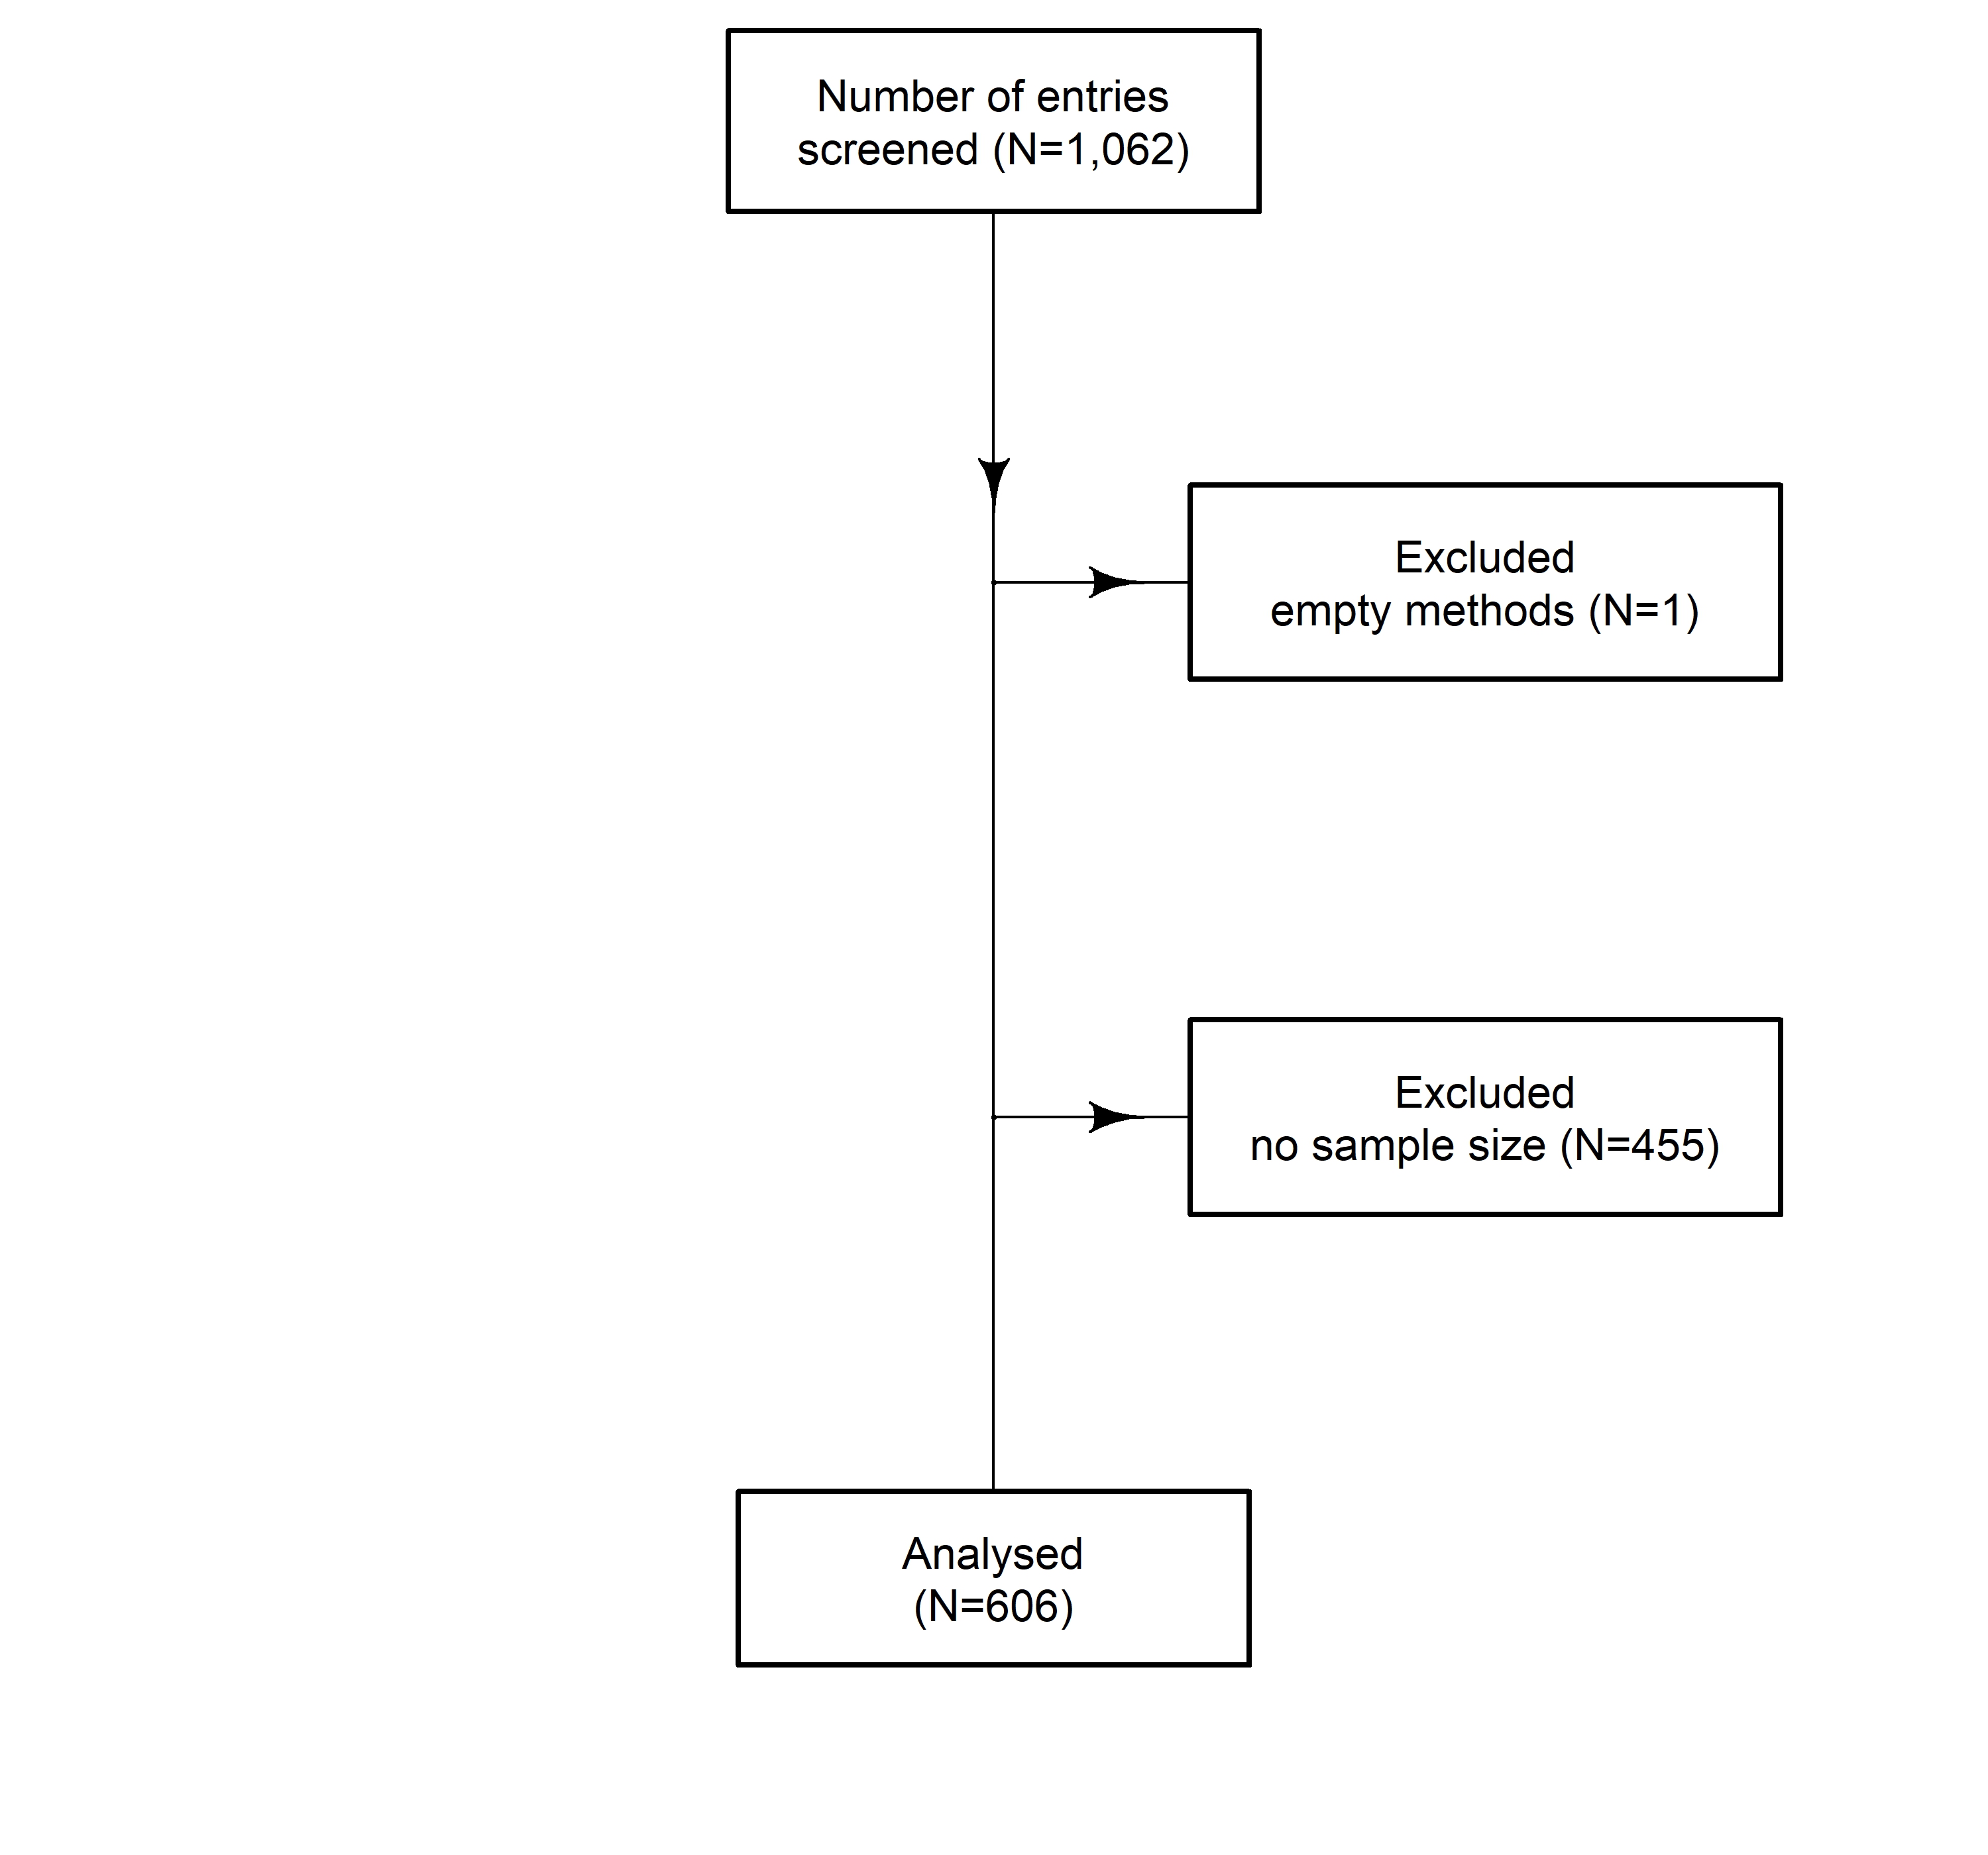 Number of entries
screened (N=1,062)
Excluded
empty methods (N=1)
Excluded
no sample size (N=455)
Analysed
(N=606)